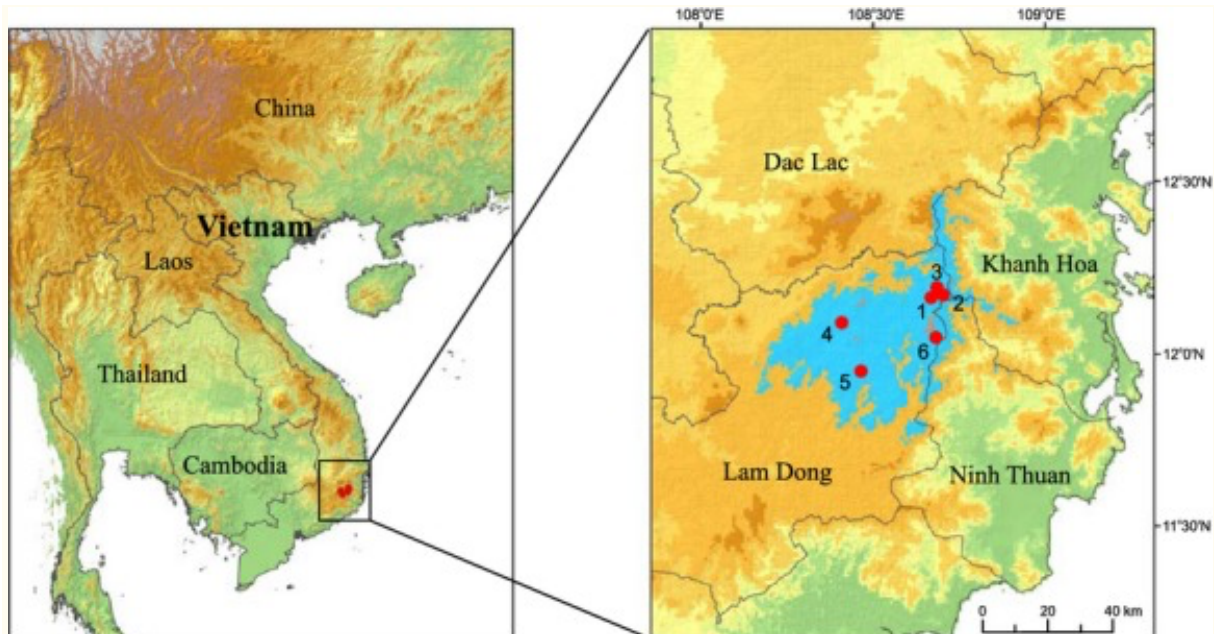 China
Vietnam
Laos
Thailand
Cambodia
108°0'E
108°30'E
109°0'E
Dac Lac
12°30'N
Khanh Hoa
3
1
2
4
6
12°0'N
5
Lam Dong
Ninh Thuan
11°30'N
0
20
40 km